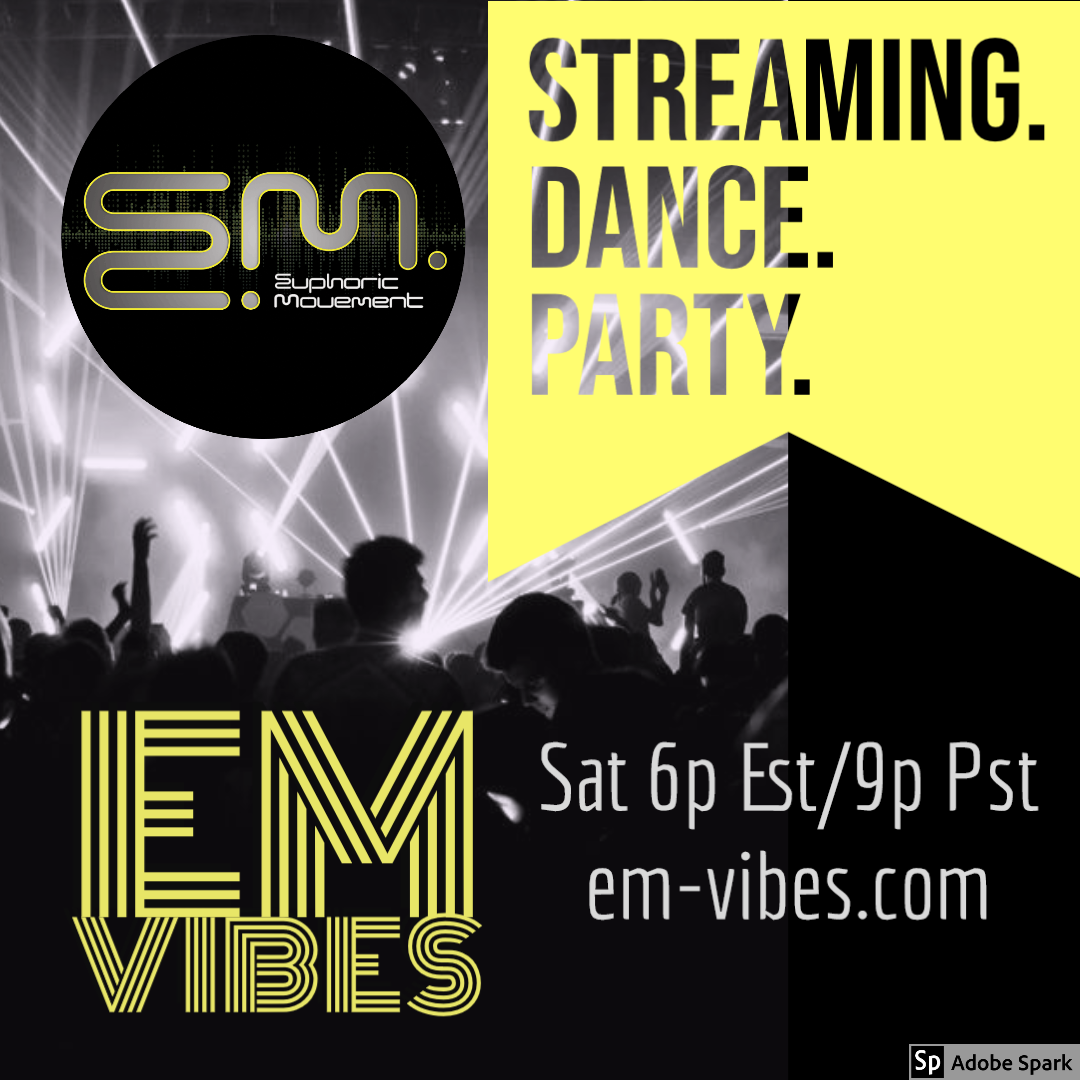 STREAMING.
DANCE.
PARTY.
E.M.
Euphoric
Movement
EM
VIBES
Sat 6p Est/9p Pst
em-vibes.com
Sp Adobe Spark